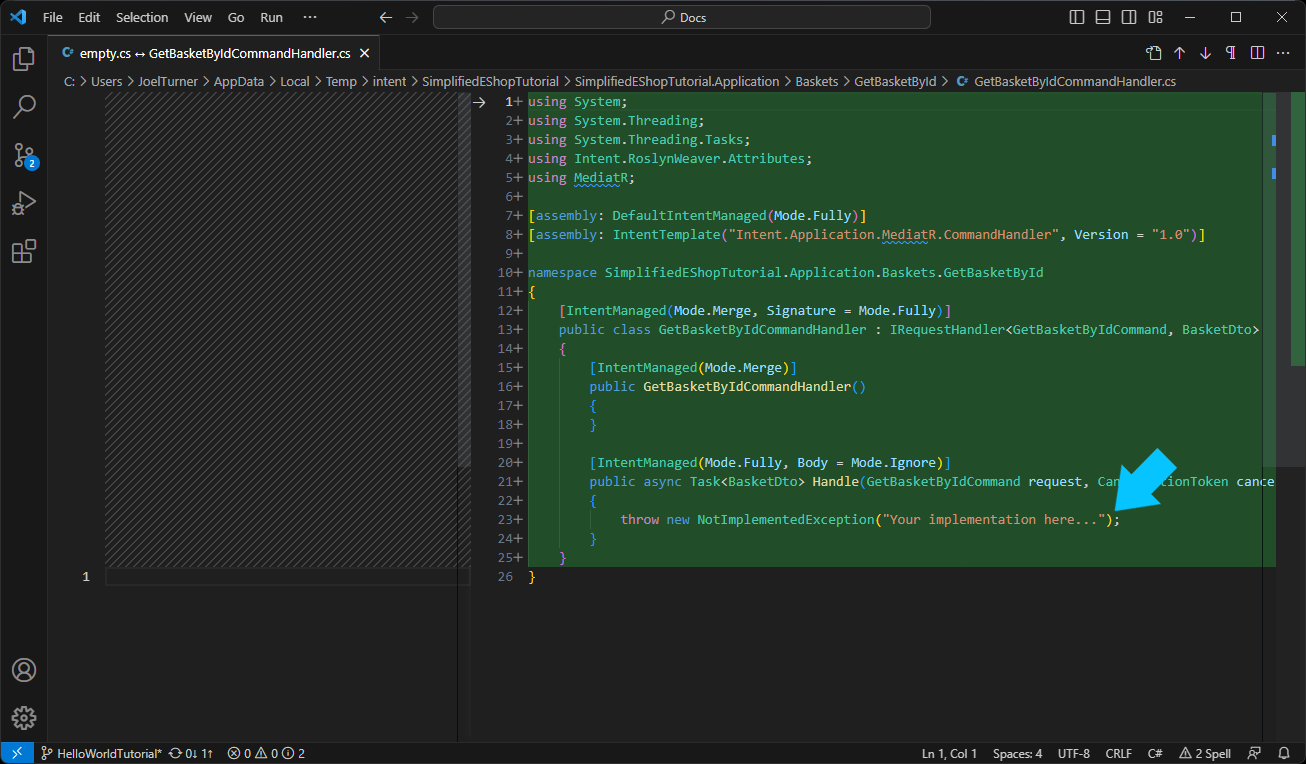 File Edit Selection View Go Run ··· Docs
empty.cs ↔ GetBasketByIdCommandHandler.cs
C: > Users > JoelTurner > AppData > Local > Temp > intent > SimplifiedEShopTutorial > SimplifiedEShopTutorial.Application > Baskets > GetBasketById > GetBasketByIdCommandHandler.cs
1+ using System;
2+ using System.Threading;
3+ using System.Threading.Tasks;
4+ using Intent.RoslynWeaver.Attributes;
5+ using MediatR;
6+
7+ [assembly: DefaultIntentManaged(Mode.Fully)]
8+ [assembly: IntentTemplate("Intent.Application.MediatR.CommandHandler", Version = "1.0")]
9+
10+ namespace SimplifiedEShopTutorial.Application.Baskets.GetBasketById
11+ {
12+ [IntentManaged(Mode.Merge, Signature = Mode.Fully)]
13+ public class GetBasketByIdCommandHandler : IRequestHandler<GetBasketByIdCommand, BasketDto>
14+ {
15+ [IntentManaged(Mode.Merge)]
16+ public GetBasketByIdCommandHandler()
17+ {
18+ }
19+
20+ [IntentManaged(Mode.Fully, Body = Mode.Ignore)]
21+ public async Task<BasketDto> Handle(GetBasketByIdCommand request, cance
22+ {
23+ throw new NotImplementedException("Your implementation here...");
24+ }
25+ }
1
26 }
2
HelloWorldTutorial* 0↓ 1↑ 0 0 2 Ln 1, Col 1 Spaces: 4 UTF-8 CRLF C# 2 Spell